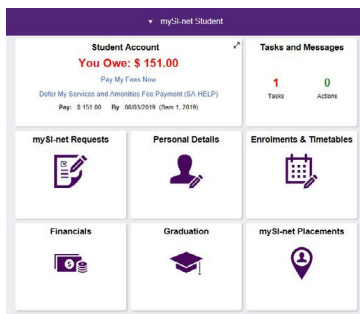 mySI-net Student
Student Account
You Owe: $ 151.00
Pay My Fees Now
Defer My Services and Amenities Fee Payment (SA HELP)
Pay: $ 151.00 By 08/03/2019 (Sem 1, 2019)
Tasks and Messages
1 0
Tasks Actions
mySI-net Requests
Personal Details
Enrolments & Timetables
Financials
Graduation
mySI-net Placements